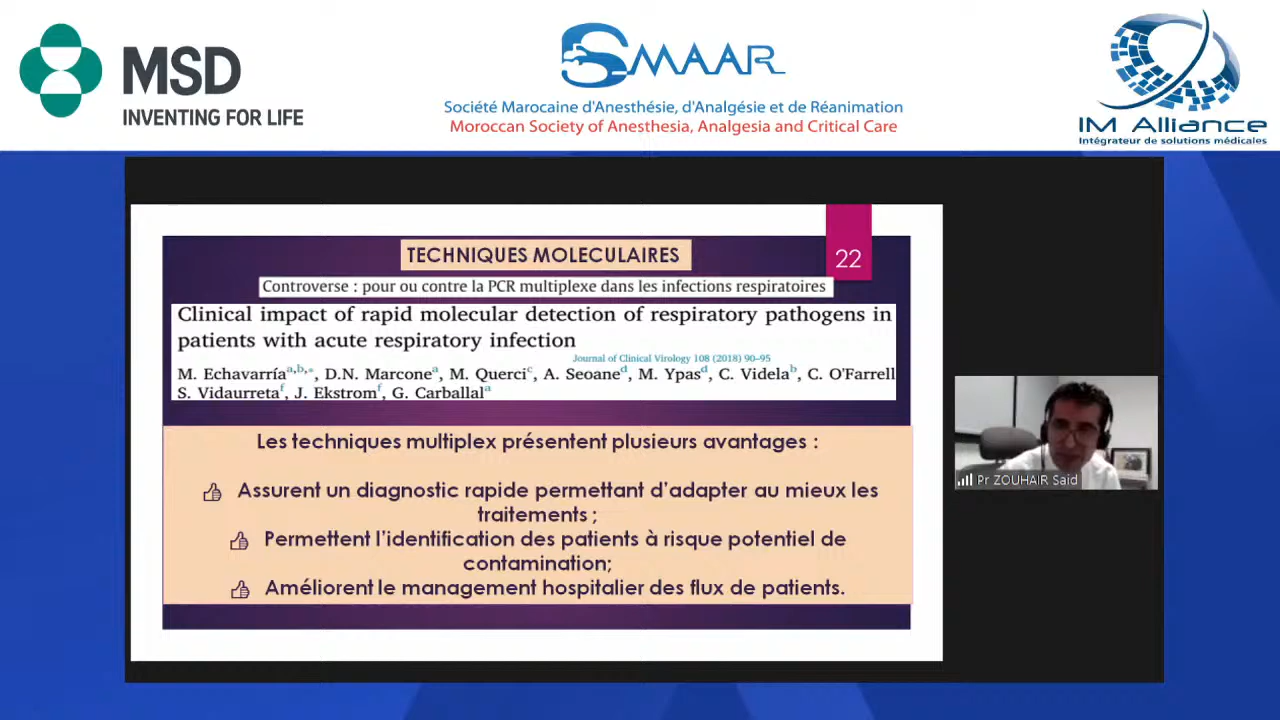 MSD
INVENTING FOR LIFE
SMAAR
Société Marocaine d'Anesthésie, d'Analgésie et de Réanimation
Moroccan Society of Anesthesia, Analgesia and Critical Care
IM Alliance
Intégrateur de solutions médicales
TECHNIQUES MOLECULAIRES
22
Controverse : pour ou contre la PCR multiplexe dans les infections respiratoires
Clinical impact of rapid molecular detection of respiratory pathogens in
patients with acute respiratory infection
Journal of Clinical Virology 108 (2018) 90–95
M. Echavarría a,b,*, D.N. Marcone a, M. Querci c, A. Seoane d, M. Ypas d, C. Videla b, C. O'Farrell
S. Vidaurreta f, J. Ekstrom f, G. Carballal a
Les techniques multiplex présentent plusieurs avantages :
Assurent un diagnostic rapide permettant d'adapter au mieux les
traitements ;
Permettent l'identification des patients à risque potentiel de
contamination;
Améliorent le management hospitalier des flux de patients.
Pr ZOUHAIR Said